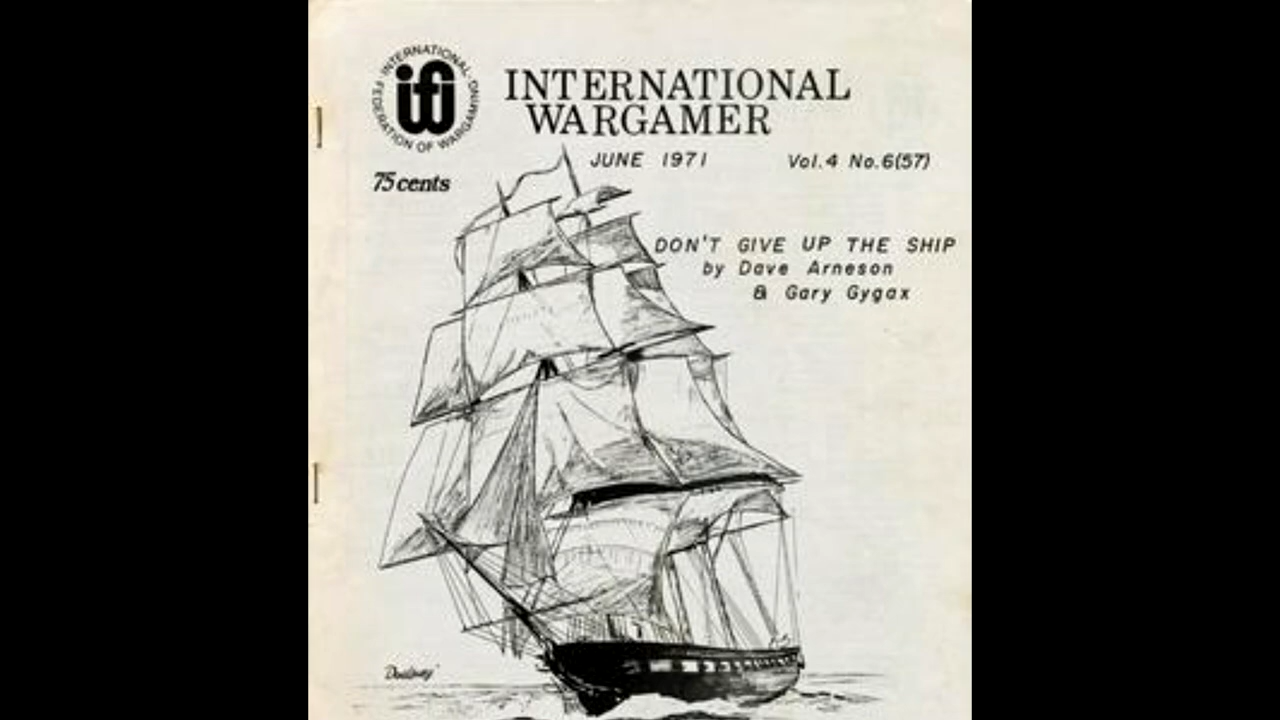 INTERNATIONAL
FEDERATION OF WARGAMING
ifw
INTERNATIONAL
WARGAMER
JUNE 1971
Vol.4 No.6(57)
75 cents
DON'T GIVE UP THE SHIP
by Dave Arneson
& Gary Gygax